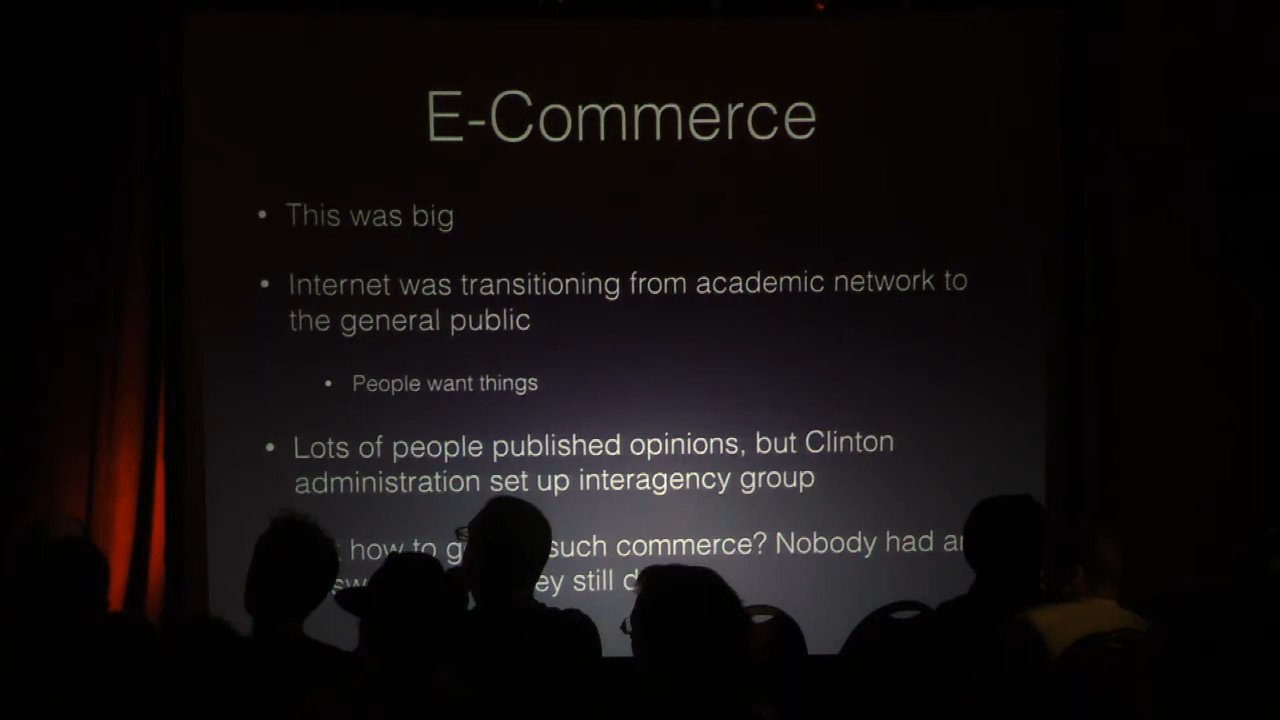 E-Commerce
• This was big
• Internet was transitioning from academic network to
the general public
• People want things
• Lots of people published opinions, but Clinton
administration set up interagency group
how to such commerce? Nobody had
still